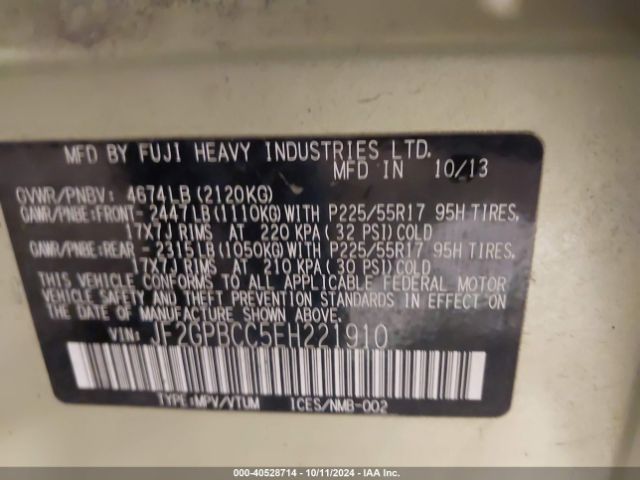 MFD BY FUJI HEAVY INDUSTRIES LTD.
MFD IN 10/13
GVWR/PNBV: 4674LB (2120KG)
GAWR/PNBE:FRONT- 2447LB (1110KG)WITH P225/55R17 95H TIRES,
17X7J RIMS AT 220 KPA ( 32 PSI) COLD
GAWR/PNBE:REAR - 2315LB (1050KG)WITH P225/55R17 95H TIRES,
17X7J RIMS AT 210 KPA (30 PSI) COLD
THIS VEHICLE CONFORMS TO ALL APPLICABLE FEDERAL MOTOR
VEHICLE SAFETY AND THEFT PREVENTION STANDARDS IN EFFECT ON
THE DATE OF MANUFACTURE SHOWN ABOVE.
VIN: JF2GPBCC5EH221910
TYPE:MPV/VTUM ICES/NMB-002
000-40528714 - 10/11/2024 - IAAI.com